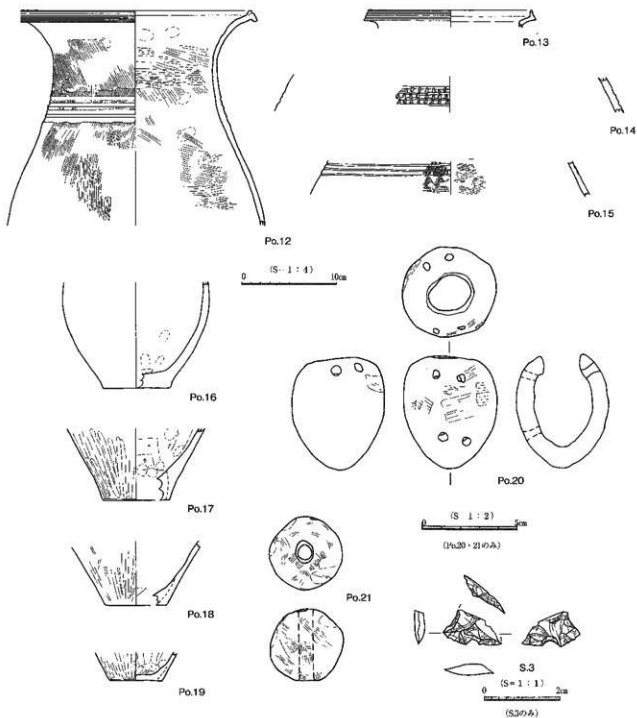 Po.13
Po.14
Po.15
Po.12
(S＝1：4)
0 10cm
Po.16
Po.20
Po.17
(S＝1：2)
0 5cm
(Po.20・21のみ)
Po.21
Po.18
S.3
(S＝1：1)
0 2cm
(S.3のみ)
Po.19